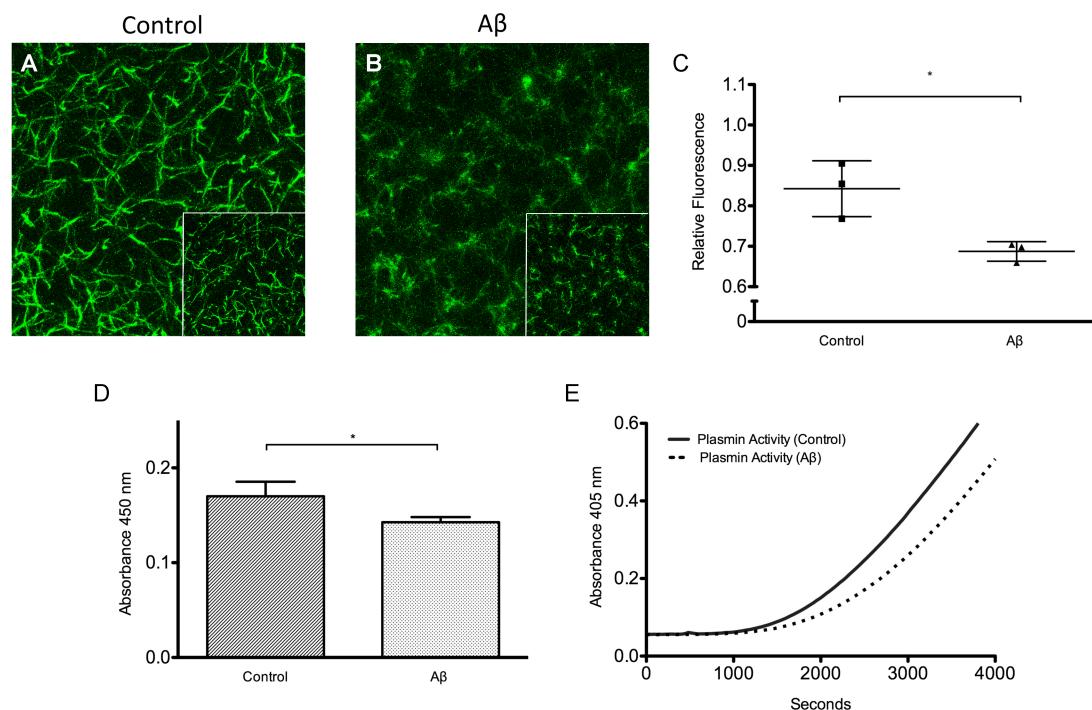 Control
Aβ
A
B
C
1.1
1.0
0.9
0.8
0.7
0.6
0
Relative Fluorescence
*
Control
Aβ
D
0.2
0.1
0.0
Absorbance 450 nm
*
Control
Aβ
E
0.6
0.4
0.2
0.0
Absorbance 405 nm
Plasmin Activity (Control)
Plasmin Activity (Aβ)
0 1000 2000 3000 4000
Seconds